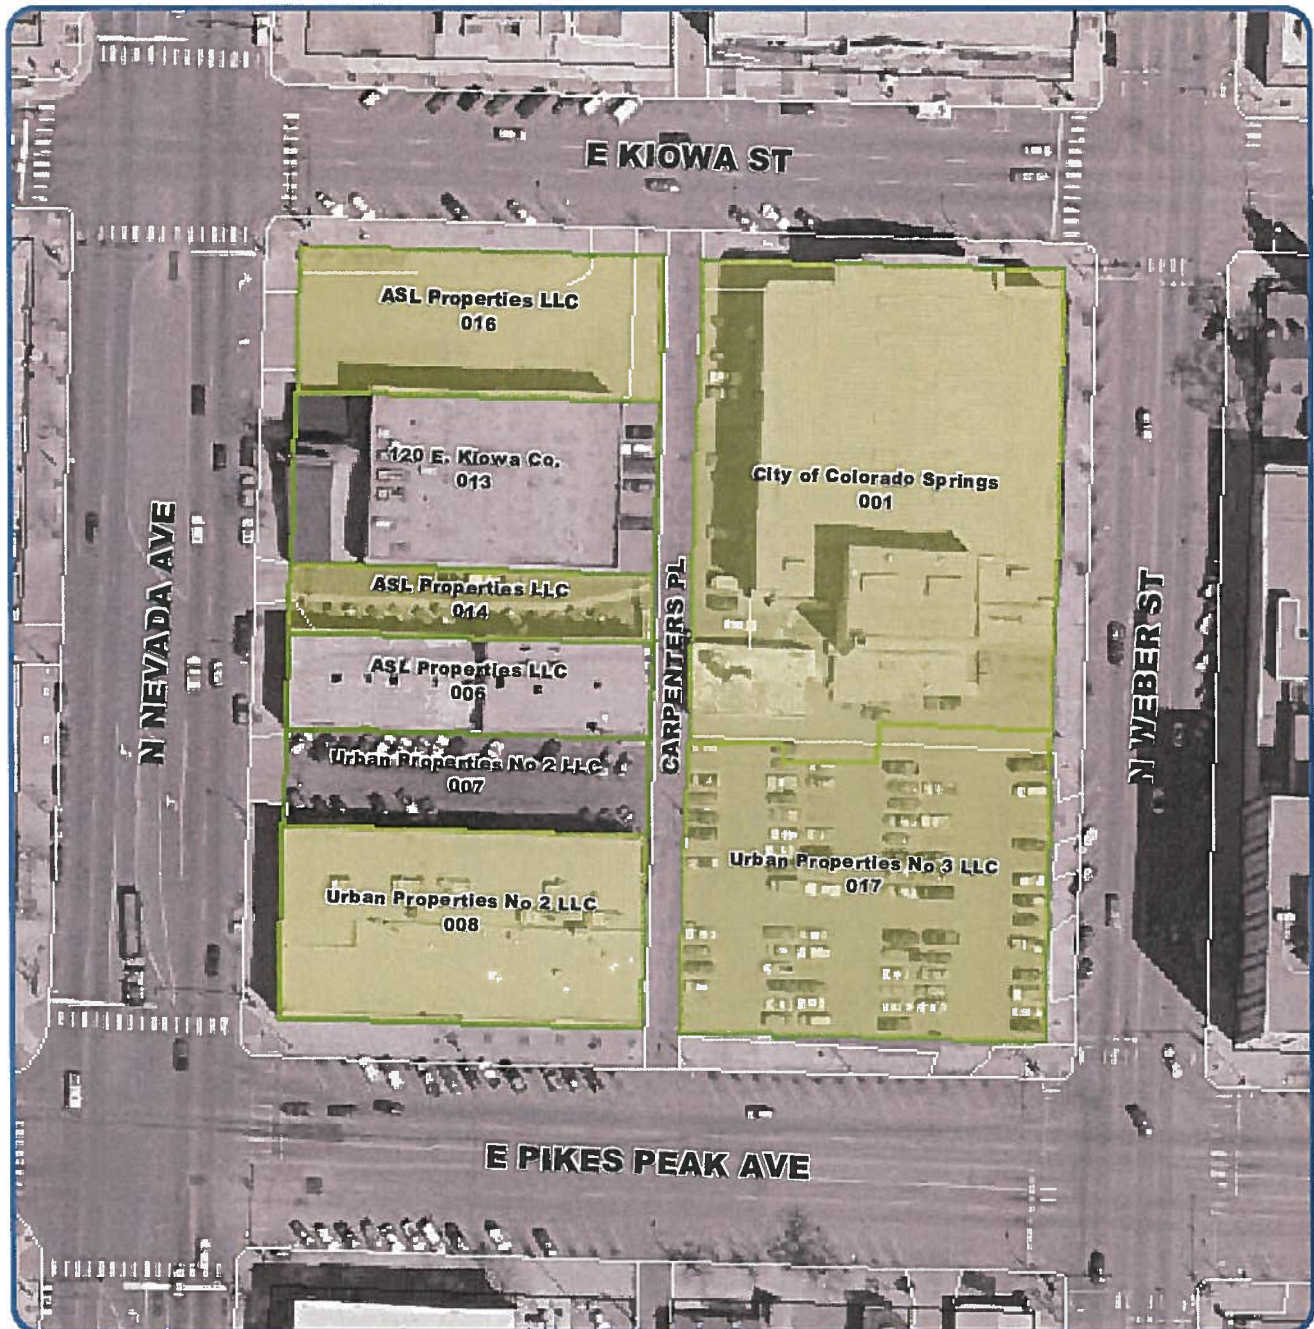 E KIOWA ST
ASL Properties LLC
016
120 E. Kiowa Co.
013
City of Colorado Springs
001
ASL Properties LLC
014
ASL Properties LLC
006
Urban Properties No 2 LLC
007
Urban Properties No 3 LLC
017
Urban Properties No 2 LLC
008
N NEVADA AVE
CARPENTERS PL
N WEBER ST
E PIKES PEAK AVE